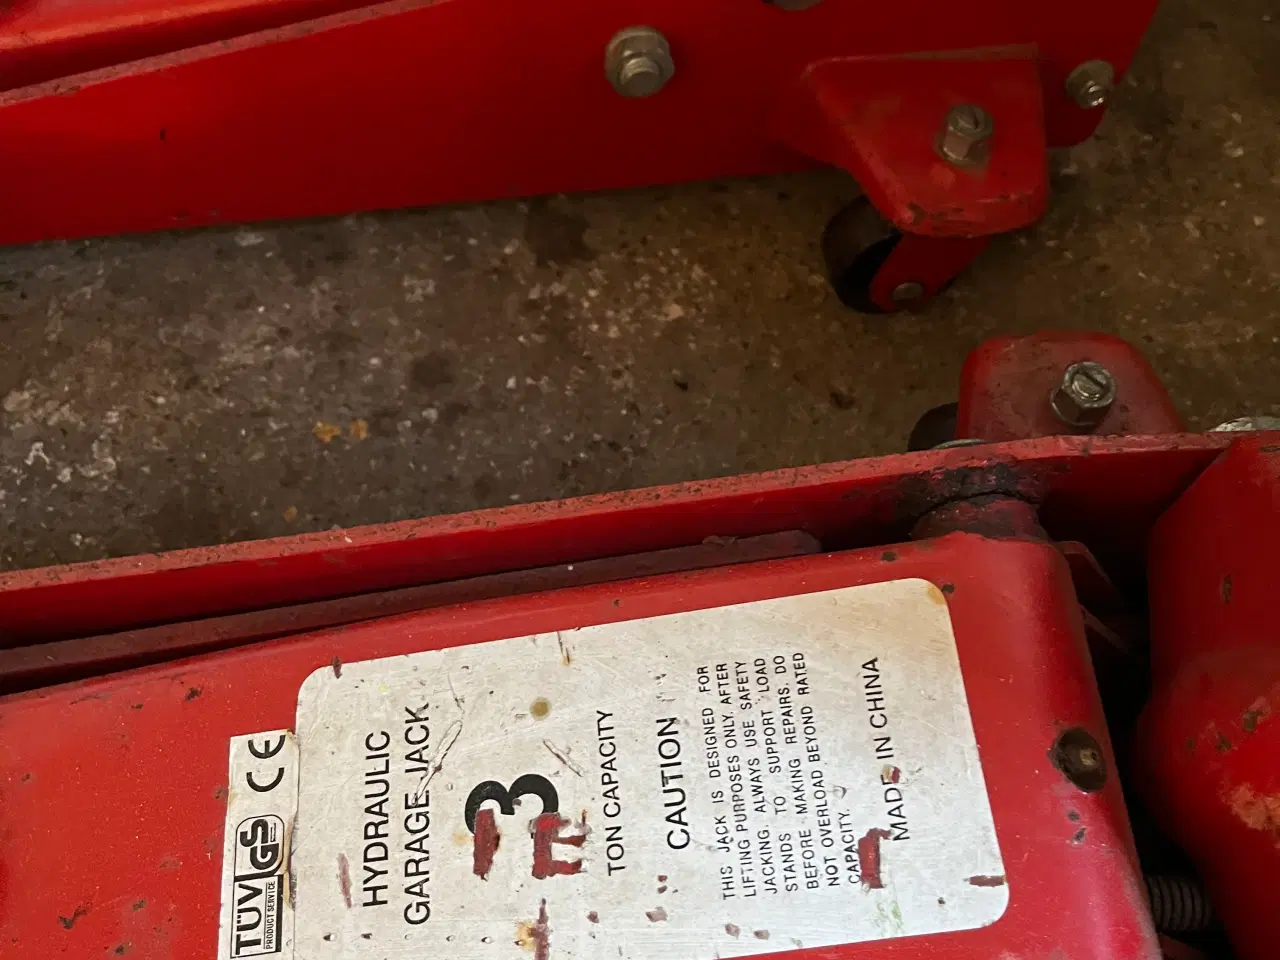 HYDRAULIC
GARAGE JACK
3
TON CAPACITY
CAUTION
THIS JACK IS DESIGNED FOR
LIFTING PURPOSES ONLY. AFTER
JACKING. ALWAYS USE SAFETY
STANDS TO SUPPORT LOAD
BEFORE MAKING REPAIRS. DO
NOT OVERLOAD BEYOND RATED
CAPACITY.
MADE IN CHINA
TÜV GS CE
PRODUCT SERVICE